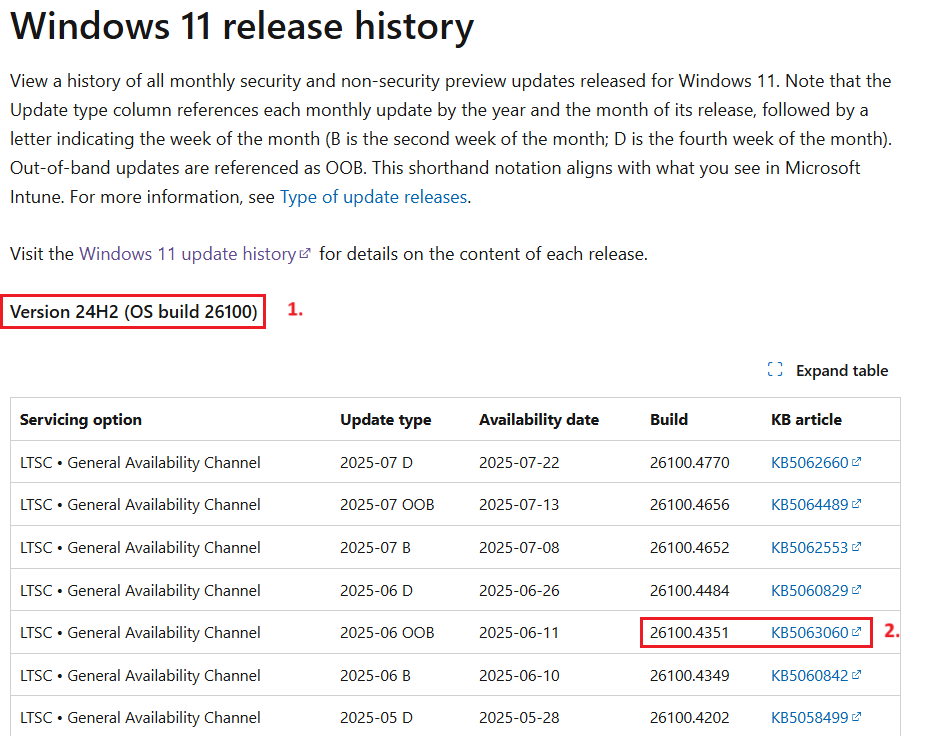 Windows 11 release history
View a history of all monthly security and non-security preview updates released for Windows 11. Note that the
Update type column references each monthly update by the year and the month of its release, followed by a
letter indicating the week of the month (B is the second week of the month; D is the fourth week of the month).
Out-of-band updates are referenced as OOB. This shorthand notation aligns with what you see in Microsoft
Intune. For more information, see Type of update releases.
Visit the Windows 11 update history for details on the content of each release.
Version 24H2 (OS build 26100) 1.
Expand table
Servicing option Update type Availability date Build KB article
LTSC • General Availability Channel 2025-07 D 2025-07-22 26100.4770 KB5062660
LTSC • General Availability Channel 2025-07 OOB 2025-07-13 26100.4656 KB5064489
LTSC • General Availability Channel 2025-07 B 2025-07-08 26100.4652 KB5062553
LTSC • General Availability Channel 2025-06 D 2025-06-26 26100.4484 KB5060829
LTSC • General Availability Channel 2025-06 OOB 2025-06-11 26100.4351 KB5063060 2.
LTSC • General Availability Channel 2025-06 B 2025-06-10 26100.4349 KB5060842
LTSC • General Availability Channel 2025-05 D 2025-05-28 26100.4202 KB5058499